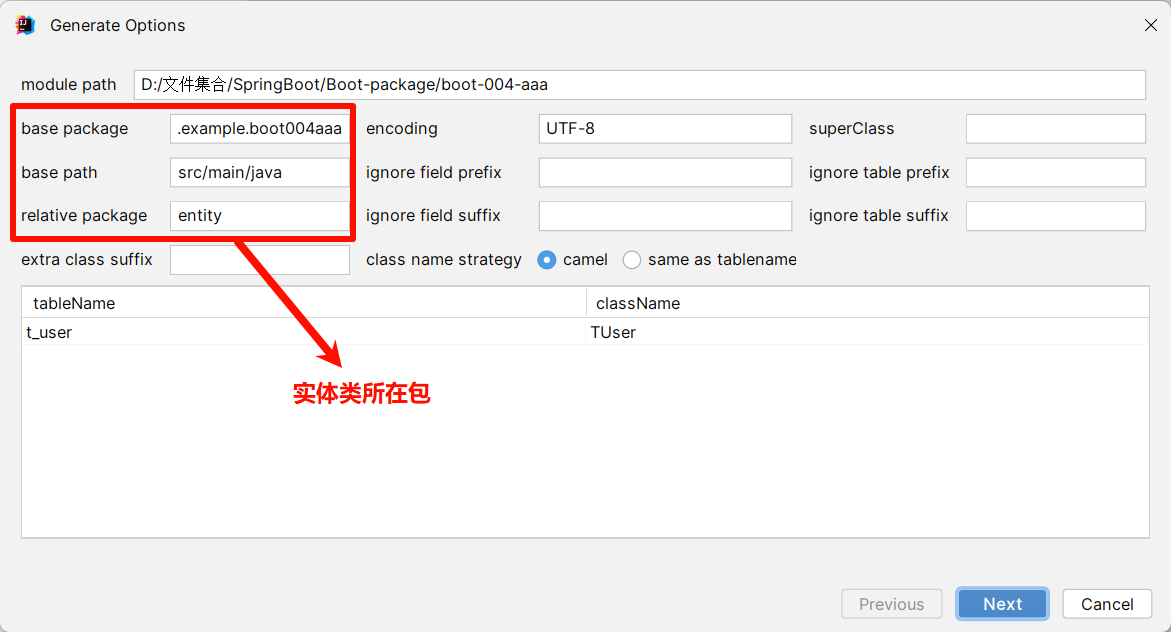 Generate Options
module path D:/文件集合/SpringBoot/Boot-package/boot-004-aaa
base package .example.boot004aaa encoding UTF-8 superClass
base path src/main/java ignore field prefix ignore table prefix
relative package entity ignore field suffix ignore table suffix
extra class suffix class name strategy camel same as tablename
tableName className
t_user TUser
实体类所在包
Previous Next Cancel